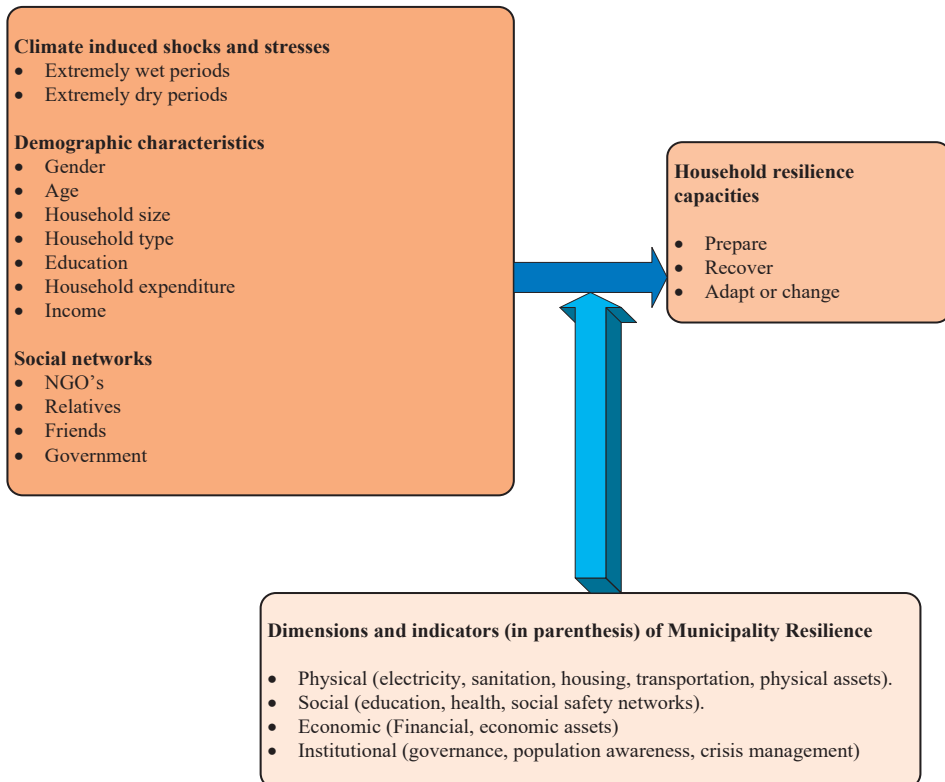 Climate induced shocks and stresses
• Extremely wet periods
• Extremely dry periods
Demographic characteristics
• Gender
• Age
• Household size
• Household type
• Education
• Household expenditure
• Income
Social networks
• NGO’s
• Relatives
• Friends
• Government
Household resilience
capacities
• Prepare
• Recover
• Adapt or change
Dimensions and indicators (in parenthesis) of Municipality Resilience
• Physical (electricity, sanitation, housing, transportation, physical assets).
• Social (education, health, social safety networks).
• Economic (Financial, economic assets)
• Institutional (governance, population awareness, crisis management)